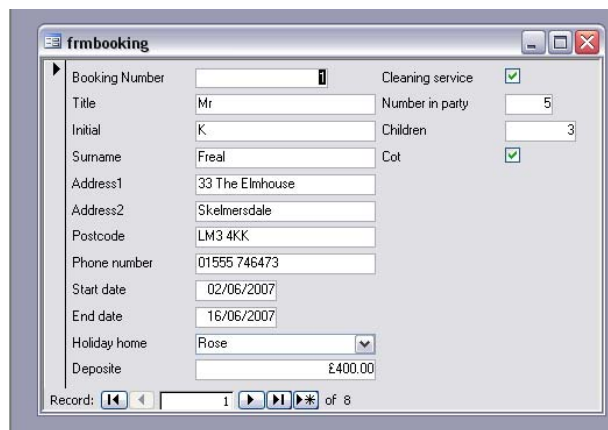 frmbooking
Booking Number 1 Cleaning service
Title Mr Number in party 5
Initial K Children 3
Surname Freal Cot
Address1 33 The Elmhouse
Address2 Skelmersdale
Postcode LM3 4KK
Phone number 01555 746473
Start date 02/06/2007
End date 16/06/2007
Holiday home Rose
Deposite £400.00
Record: 1 of 8